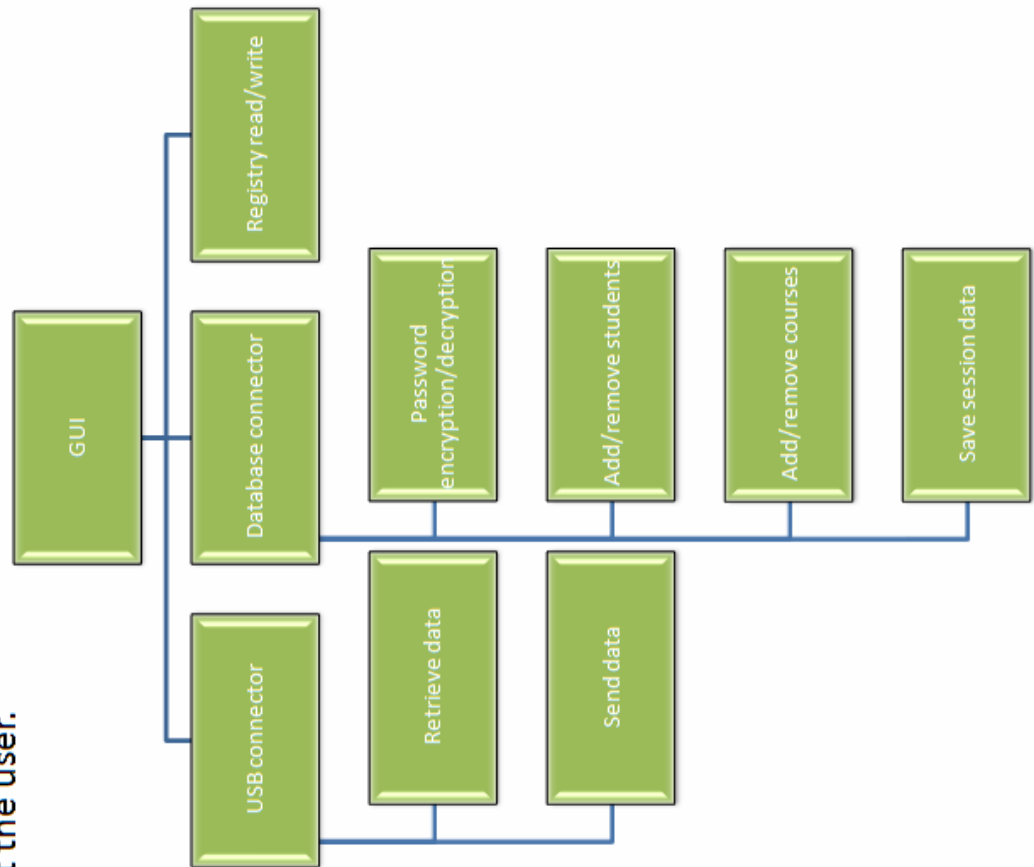 t the user.
GUI
USB connector
Database connector
Registry read/write
Retrieve data
Send data
Password
encryption/decryption
Add/remove students
Add/remove courses
Save session data